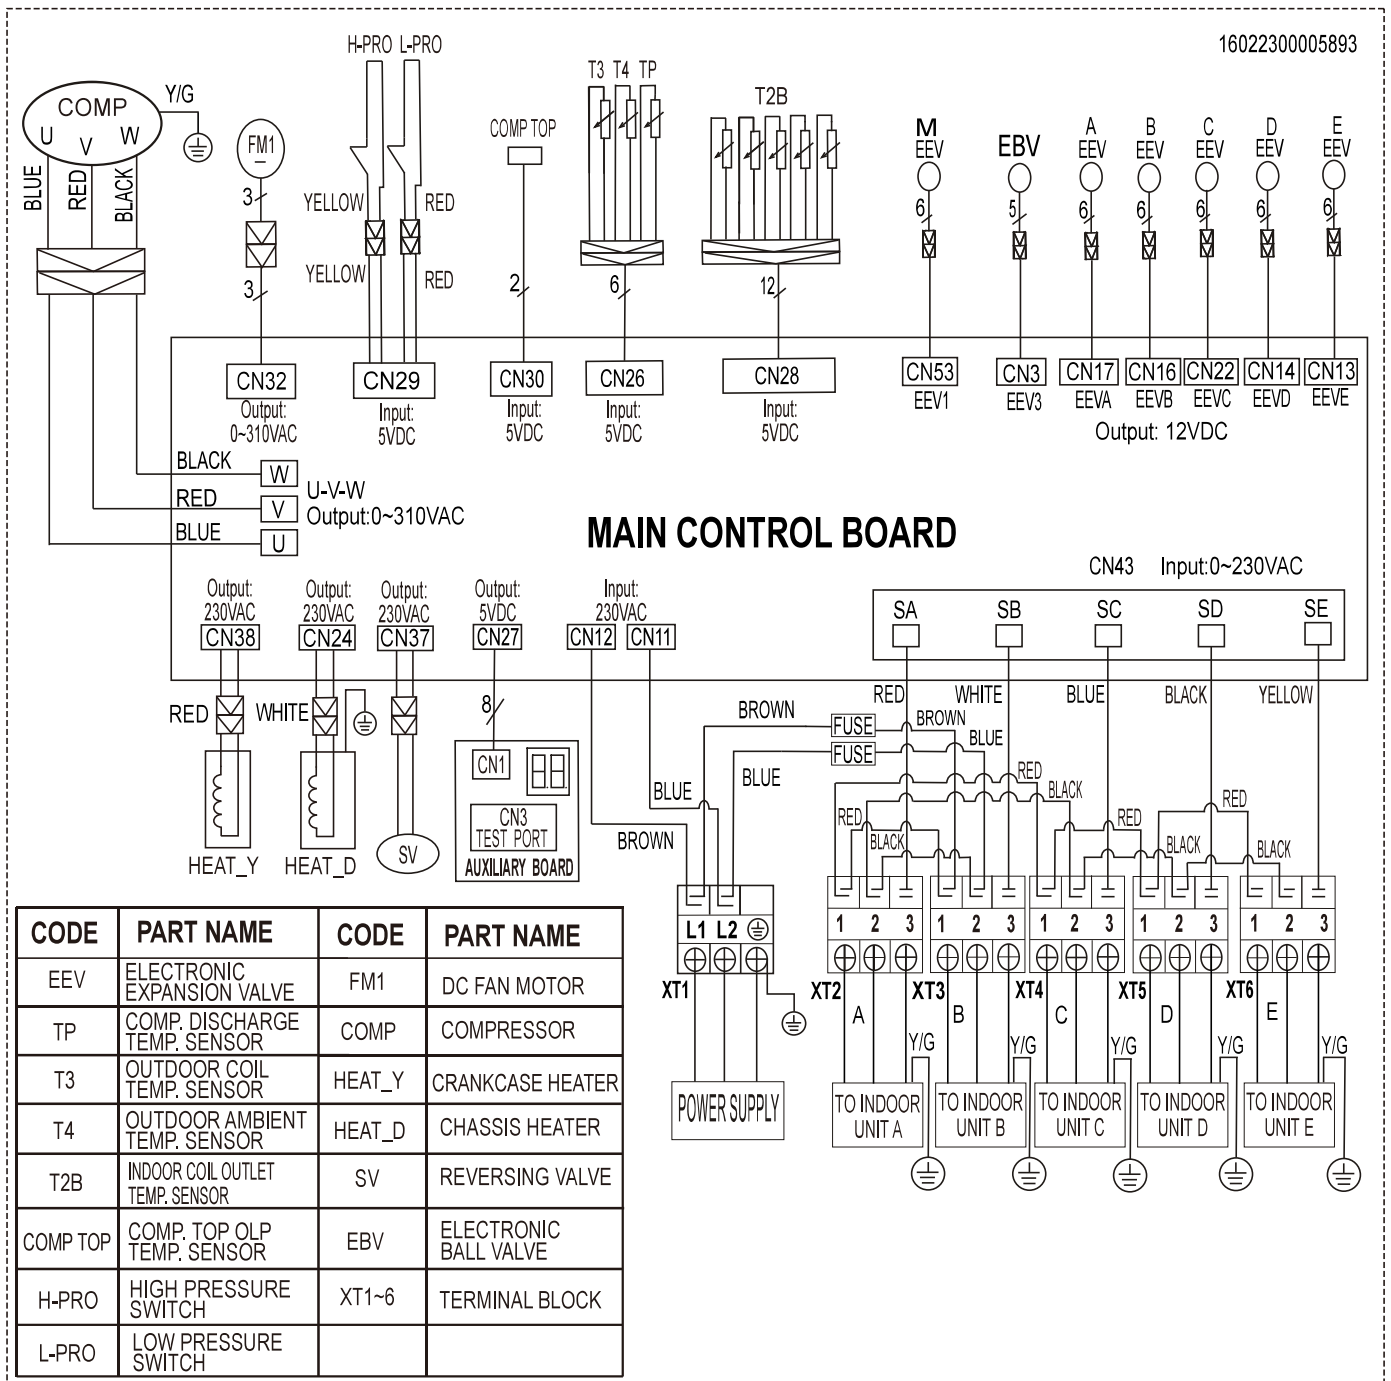 H-PRO L-PRO
16022300005893
T3 T4 TP
COMP
U V W
Y/G
FM1
COMP TOP
T2B
M EEV
EBV
A EEV
B EEV
C EEV
D EEV
E EEV
BLUE
RED
BLACK
3
YELLOW
RED
6
5
6
6
6
6
6
3
YELLOW
RED
2
6
12
CN32
CN29
CN30
CN26
CN28
CN53
CN3
CN17
CN16
CN22
CN14
CN13
Output:
0~310VAC
Input:
5VDC
Input:
5VDC
Input:
5VDC
Input:
5VDC
EEV1
EEV3
EEVA
EEVB
EEVC
EEVD
EEVE
Output: 12VDC
BLACK
W
RED
V
BLUE
U
U-V-W
Output:0~310VAC
MAIN CONTROL BOARD
CN43 Input:0~230VAC
Output:
230VAC
CN38
Output:
230VAC
CN24
Output:
230VAC
CN37
Output:
5VDC
CN27
Input:
230VAC
CN12
CN11
SA
SB
SC
SD
SE
RED
WHITE
BLUE
BLACK
YELLOW
RED
WHITE
8
BROWN
FUSE
BROWN
FUSE
BLUE
CN1
BLUE
BLUE
RED
BLACK
RED
CN3
TEST PORT
AUXILIARY BOARD
BROWN
RED
BLACK
RED
BLACK
BLACK
HEAT_Y
HEAT_D
SV
L1 L2
1 2 3
1 2 3
1 2 3
1 2 3
1 2 3
XT1
XT2
XT3
XT4
XT5
XT6
A
B
C
D
E
Y/G
Y/G
Y/G
Y/G
Y/G
POWER SUPPLY
TO INDOOR
UNIT A
TO INDOOR
UNIT B
TO INDOOR
UNIT C
TO INDOOR
UNIT D
TO INDOOR
UNIT E
CODE PART NAME CODE PART NAME
EEV ELECTRONIC EXPANSION VALVE FM1 DC FAN MOTOR
TP COMP. DISCHARGE TEMP. SENSOR COMP COMPRESSOR
T3 OUTDOOR COIL TEMP. SENSOR HEAT_Y CRANKCASE HEATER
T4 OUTDOOR AMBIENT TEMP. SENSOR HEAT_D CHASSIS HEATER
T2B INDOOR COIL OUTLET TEMP. SENSOR SV REVERSING VALVE
COMP TOP COMP. TOP OLP TEMP. SENSOR EBV ELECTRONIC BALL VALVE
H-PRO HIGH PRESSURE SWITCH XT1~6 TERMINAL BLOCK
L-PRO LOW PRESSURE SWITCH